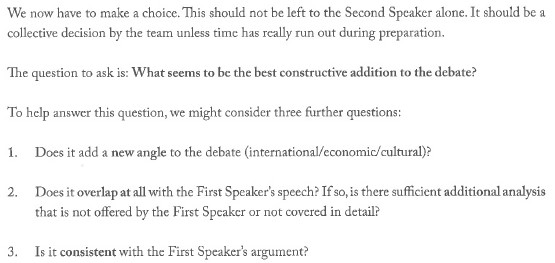 We now have to make a choice. This should not be left to the Second Speaker alone. It should be a
collective decision by the team unless time has really run out during preparation.
The question to ask is: What seems to be the best constructive addition to the debate?
To help answer this question, we might consider three further questions:
1. Does it add a new angle to the debate (international/economic/cultural)?
2. Does it overlap at all with the First Speaker's speech? If so, is there sufficient additional analysis
that is not offered by the First Speaker or not covered in detail?
3. Is it consistent with the First Speaker's argument?